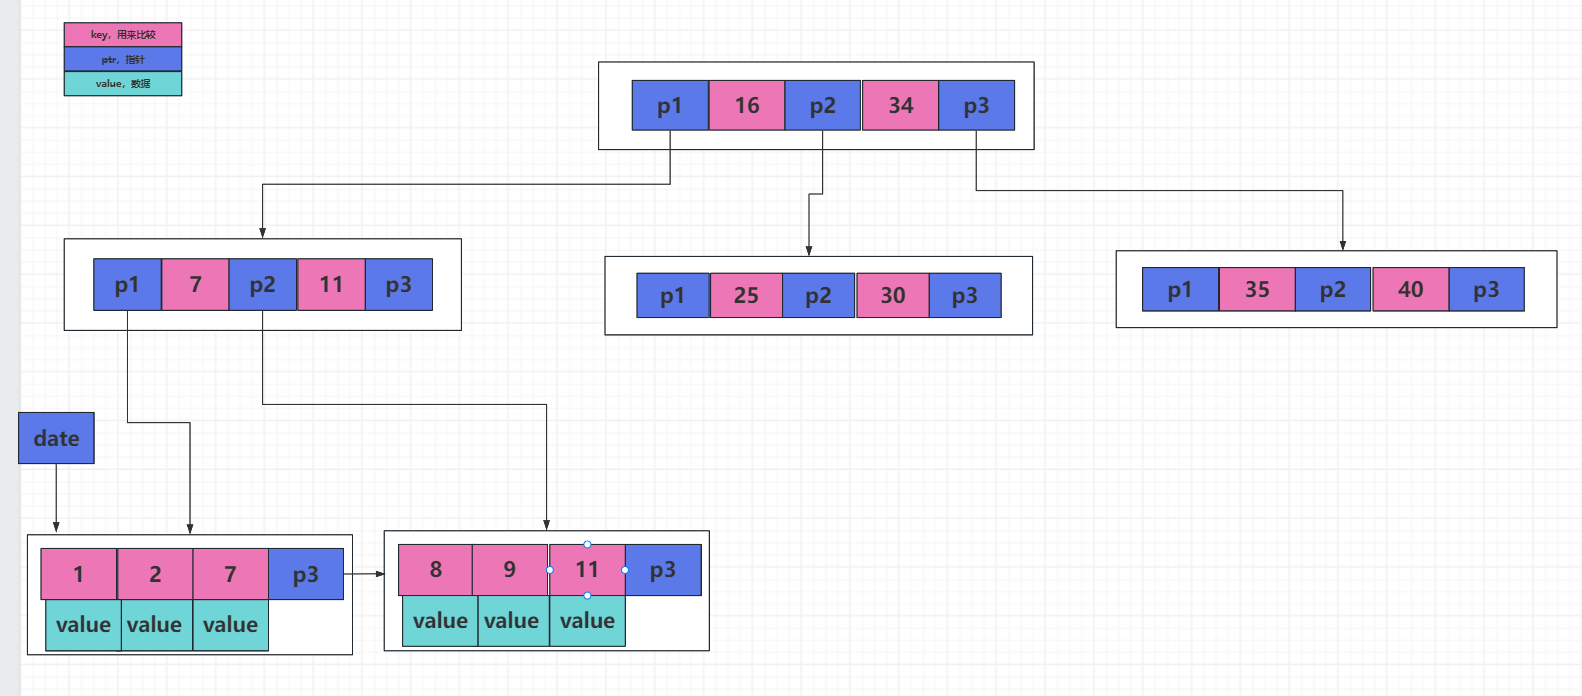 key，用来比较
ptr，指针
value，数据
p1 16 p2 34 p3
p1 7 p2 11 p3
p1 25 p2 30 p3
p1 35 p2 40 p3
date
1 2 7 p3
value value value
8 9 11 p3
value value value